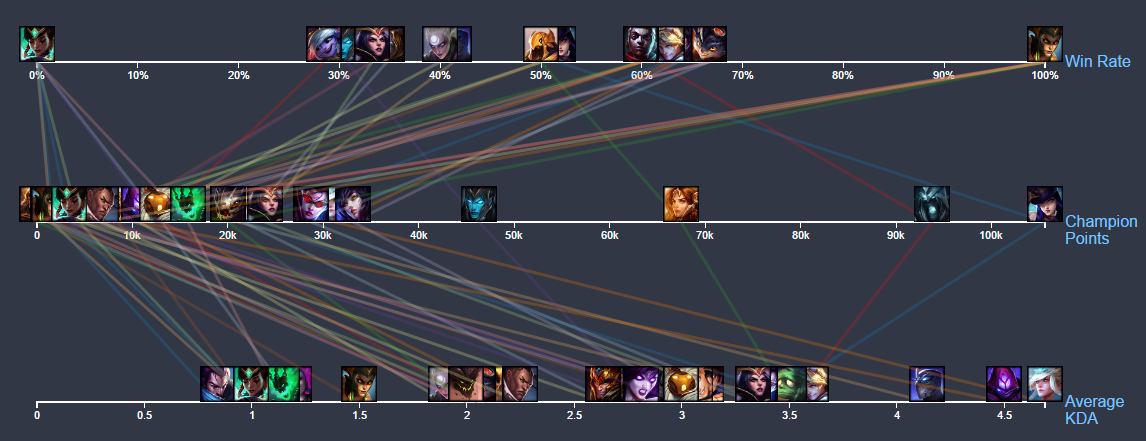 0% 10% 20% 30% 40% 50% 60% 70% 80% 90% 100% Win Rate
0 10k 20k 30k 40k 50k 60k 70k 80k 90k 100k Champion
Points
0 0.5 1 1.5 2 2.5 3 3.5 4 4.5 Average
KDA